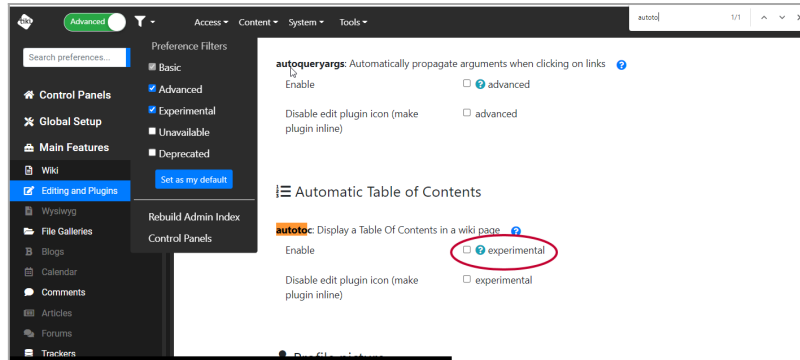 tiki
Advanced
Access
Content
System
Tools
autoto
1/1
Search preferences...
Control Panels
Global Setup
Main Features
Wiki
Editing and Plugins
Wysiwyg
File Galleries
Blogs
Calendar
Comments
Articles
Forums
Trackers
Preference Filters
Basic
Advanced
Experimental
Unavailable
Deprecated
Set as my default
Rebuild Admin Index
Control Panels
autoqueryargs: Automatically propagate arguments when clicking on links
Enable
advanced
Disable edit plugin icon (make
plugin inline)
advanced
Automatic Table of Contents
autotoc: Display a Table Of Contents in a wiki page
Enable
experimental
Disable edit plugin icon (make
plugin inline)
experimental
Profile picture